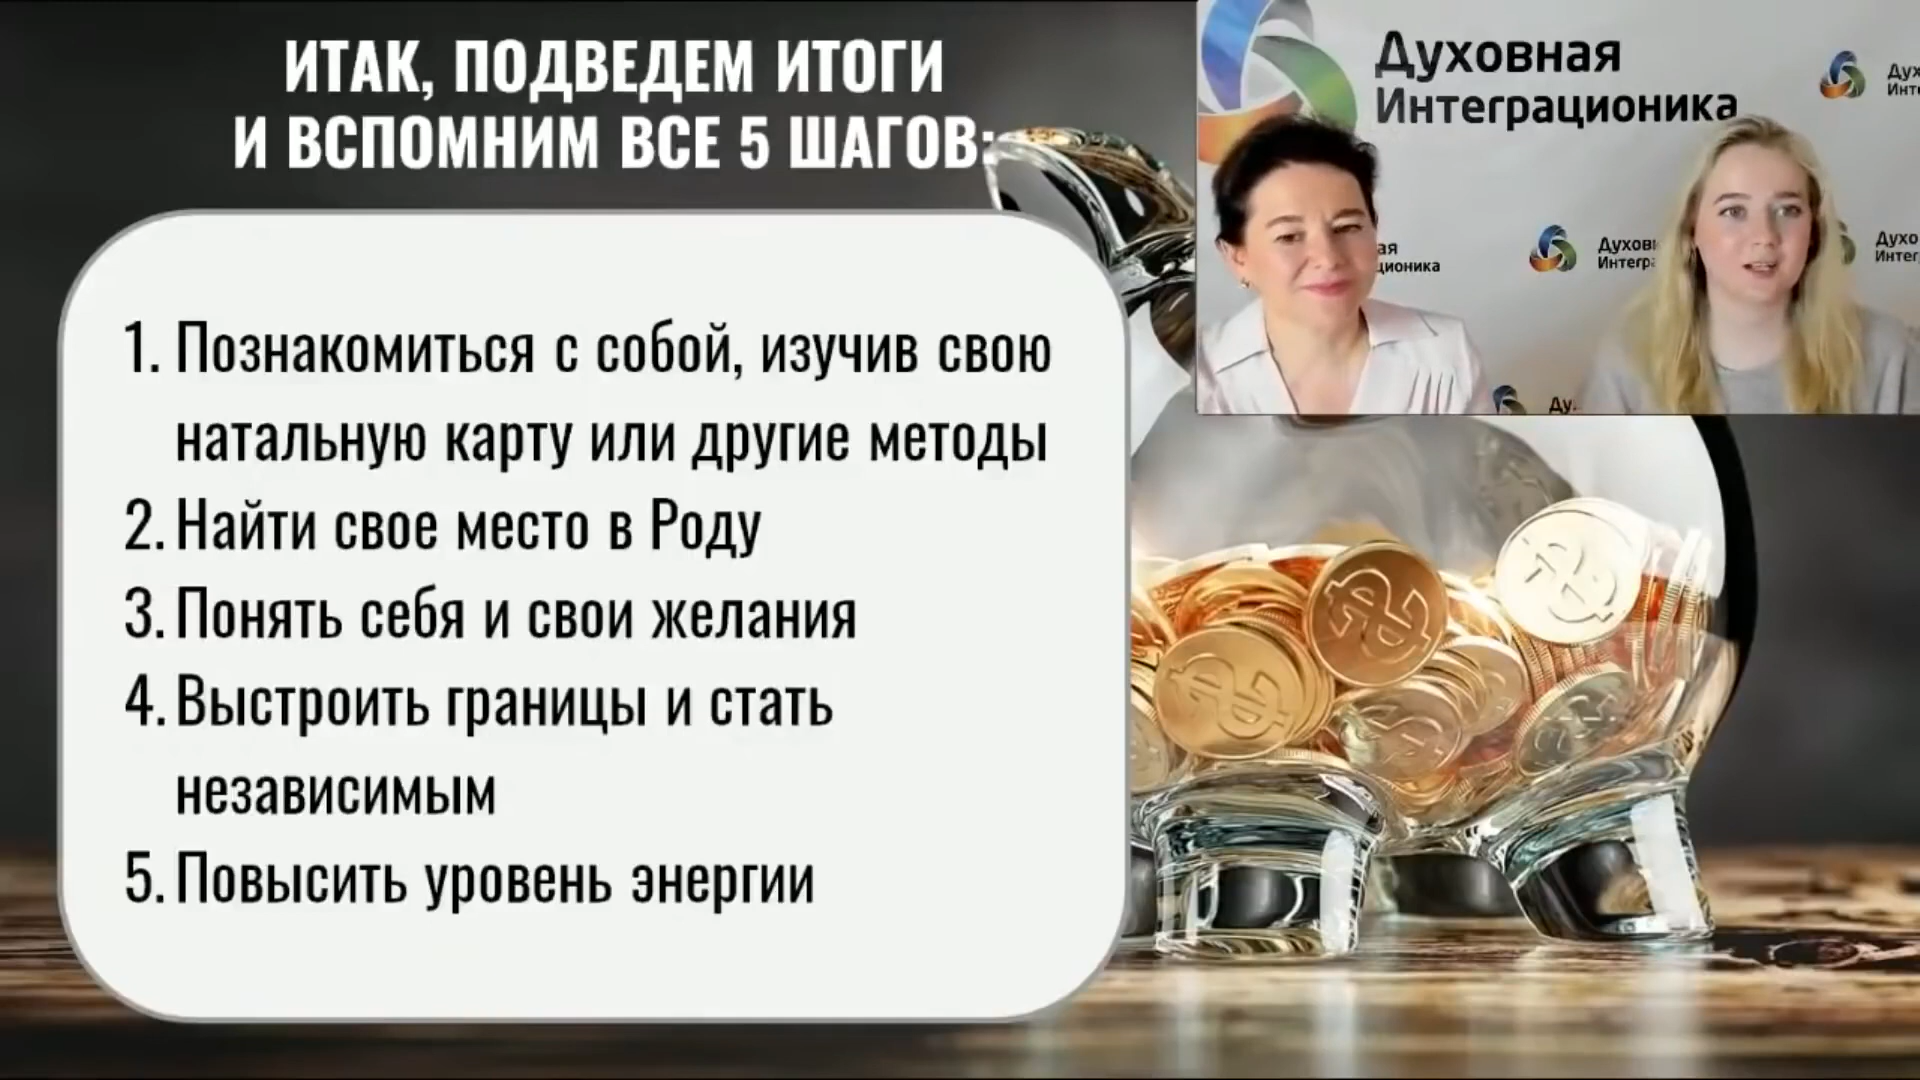 ИТАК, ПОДВЕДЕМ ИТОГИ
И ВСПОМНИМ ВСЕ 5 ШАГОВ:
1. Познакомиться с собой, изучив свою
натальную карту или другие методы
2. Найти свое место в Роду
3. Понять себя и свои желания
4. Выстроить границы и стать
независимым
5. Повысить уровень энергии
Духовная
Интеграционика